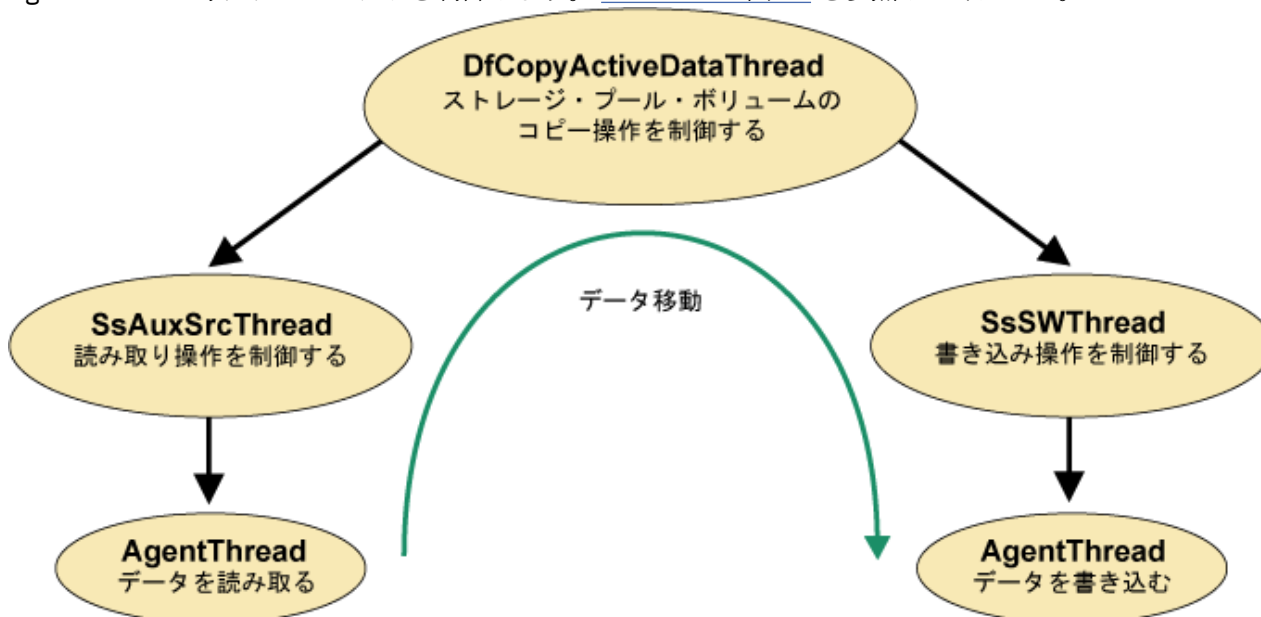 DfCopyActiveDataThread
ストレージ・プール・ボリュームの
コピー操作を制御する
データ移動
SsAuxSrcThread
読み取り操作を制御する
SsSWThread
書き込み操作を制御する
AgentThread
データを読み取る
AgentThread
データを書き込む